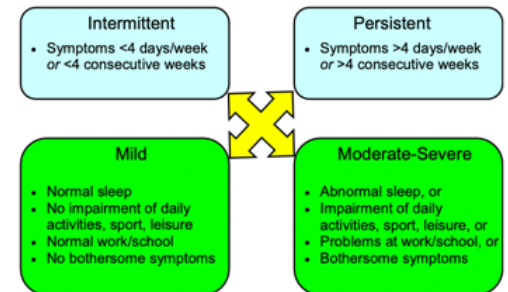 Intermittent
• Symptoms <4 days/week
or <4 consecutive weeks
Persistent
• Symptoms >4 days/week
or >4 consecutive weeks
Mild
• Normal sleep
• No impairment of daily
activities, sport, leisure
• Normal work/school
• No bothersome symptoms
Moderate-Severe
• Abnormal sleep, or
• Impairment of daily
activities, sport, leisure, or
• Problems at work/school, or
• Bothersome symptoms